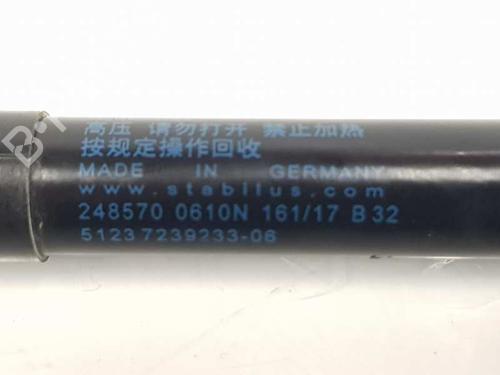 高压 请勿打开 禁止加热
按规定操作回收
MADE IN GERMANY
www.stabilus.com
248570 0610N 161/17 B32
5123 7239233-06